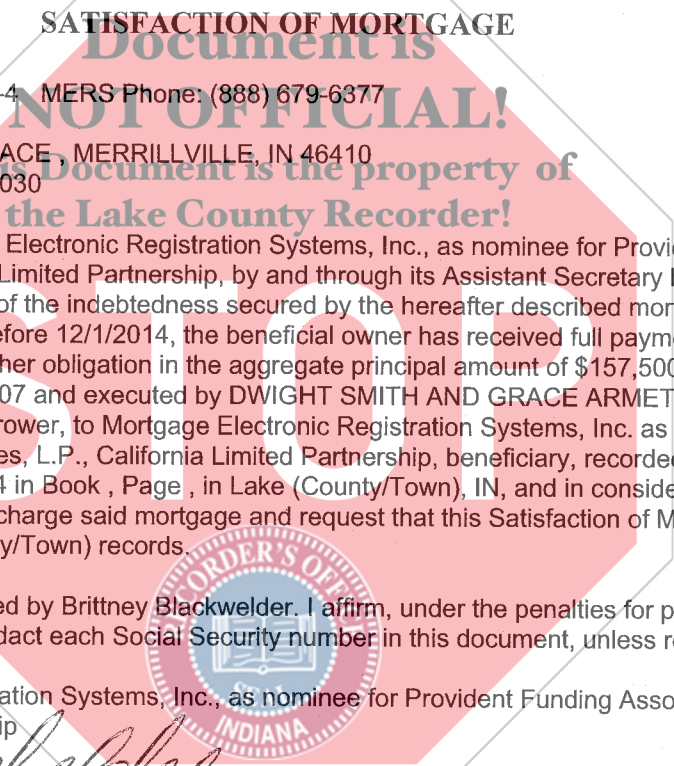 SATISFACTION OF MORTGAGE
Document is
-4 MERS Phone: (888) 679-6377
NOT OFFICIAL!
ACE , MERRILLVILLE, IN 46410
is Document is the property of
030
the Lake County Recorder!
Electronic Registration Systems, Inc., as nominee for Provi
Limited Partnership, by and through its Assistant Secretary
of the indebtedness secured by the hereafter described mor
efore 12/1/2014, the beneficial owner has received full paym
her obligation in the aggregate principal amount of $157,500
07 and executed by DWIGHT SMITH AND GRACE ARMET
rower, to Mortgage Electronic Registration Systems, Inc. as
es, L.P., California Limited Partnership, beneficiary, recorde
4 in Book , Page , in Lake (County/Town), IN, and in conside
charge said mortgage and request that this Satisfaction of M
y/Town) records.
STOP
ed by Brittney Blackwelder. I affirm, under the penalties for p
dact each Social Security number in this document, unless r
RECORDER'S OFFICE
SEAL
INDIANA
ation Systems, Inc., as nominee for Provident Funding Asso
ip